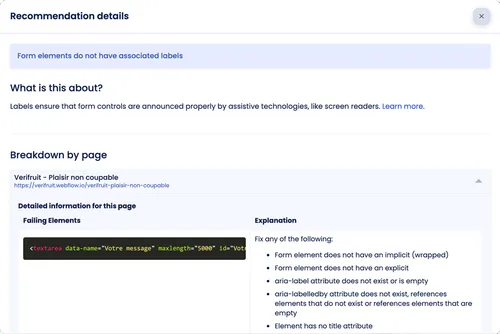 Recommendation details
Form elements do not have associated labels
What is this about?
Labels ensure that form controls are announced properly by assistive technologies, like screen readers. Learn more.
Breakdown by page
Verifruit - Plaisir non coupable
https://verifruit.webflow.io/verifruit-plaisir-non-coupable
Detailed information for this page
Failing Elements
<textarea data-name="Votre message" maxlength="5000" id="Vot
Explanation
Fix any of the following:
Form element does not have an implicit (wrapped)
Form element does not have an explicit
aria-label attribute does not exist or is empty
aria-labelledby attribute does not exist, references
elements that do not exist or references elements that are
empty
Element has no title attribute